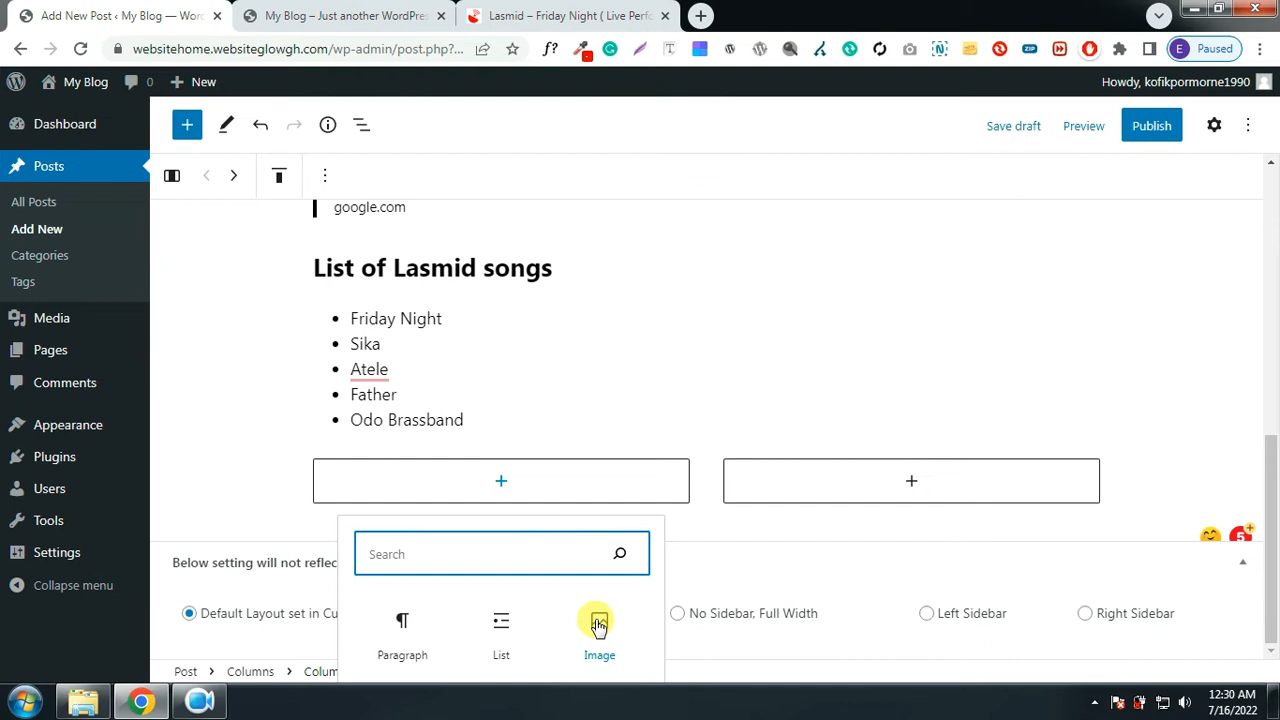 Add New Post ‹ My Blog — Wor
My Blog – Just another WordPres
Lasmid – Friday Night ( Live Perfo
websitehome.websiteglowgh.com/wp-admin/post.php?...
f?
T
ZIP
E
Paused
My Blog
0
New
Howdy, kofikpormorne1990
Dashboard
Posts
All Posts
Add New
Categories
Tags
Media
Pages
Comments
Appearance
Plugins
Users
Tools
Settings
Collapse menu
Save draft
Preview
Publish
google.com
List of Lasmid songs
Friday Night
Sika
Atele
Father
Odo Brassband
5
Below setting will not reflec
Default Layout set in Cu
No Sidebar, Full Width
Left Sidebar
Right Sidebar
Search
Paragraph
List
Image
Post
Columns
Colum
12:30 AM
7/16/2022